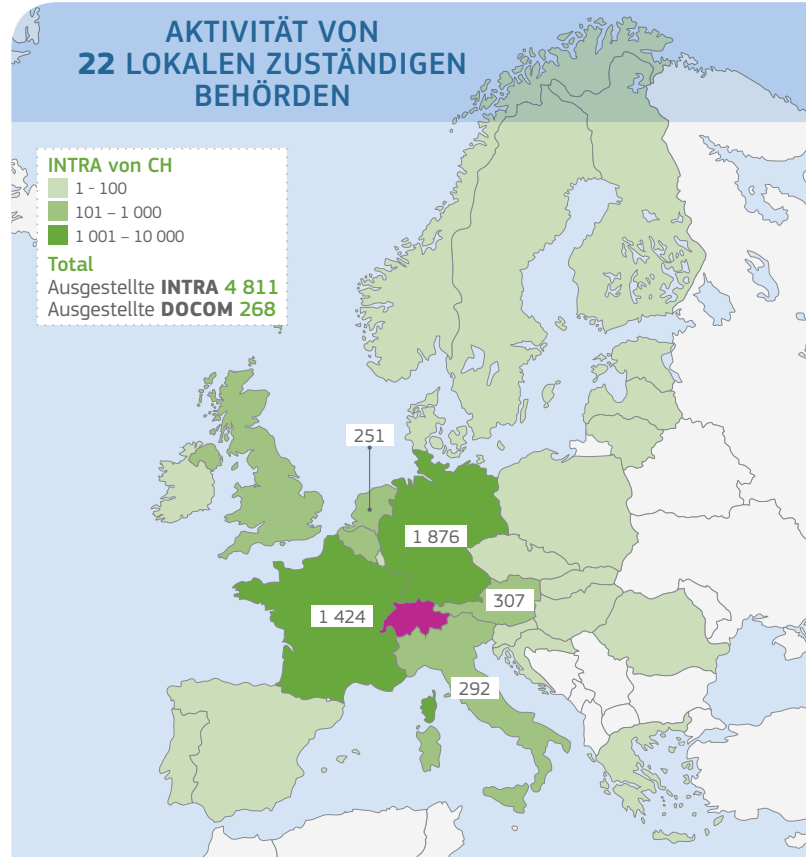 AKTIVITÄT VON
22 LOKALEN ZUSTÄNDIGEN
BEHÖRDEN
INTRA von CH
1 - 100
101 – 1 000
1 001 – 10 000
Total
Ausgestellte INTRA 4 811
Ausgestellte DOCOM 268
251
1 876
307
1 424
292